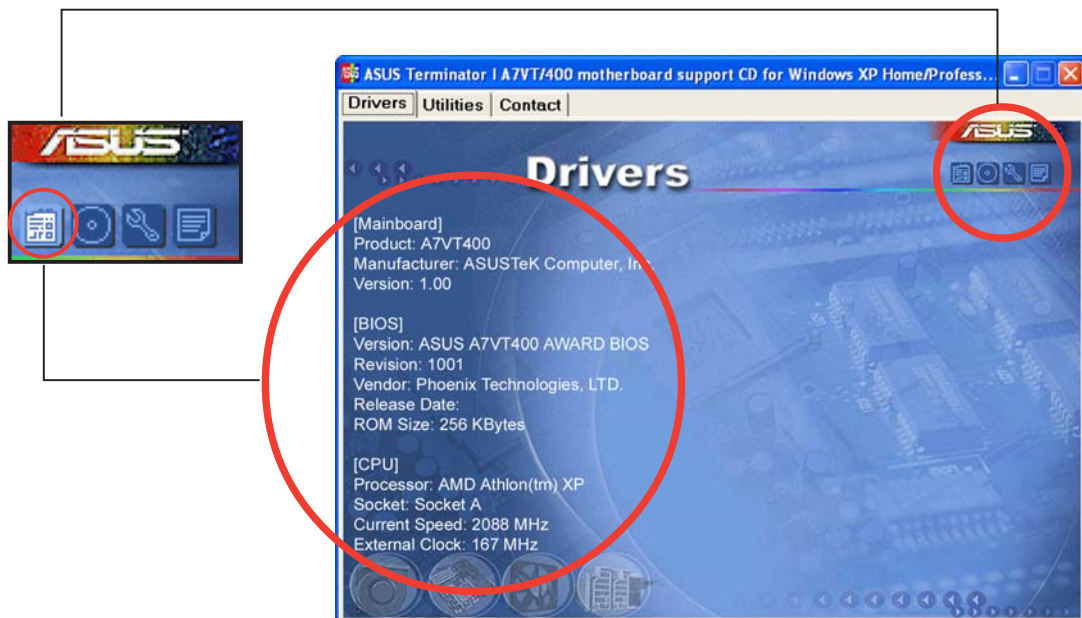 ASUS Terminator I A7VT/400 motherboard support CD for Windows XP Home/Profess...
Drivers Utilities Contact
ASUS
ASUS
Drivers
[Mainboard]
Product: A7VT400
Manufacturer: ASUSTeK Computer, Inc.
Version: 1.00
[BIOS]
Version: ASUS A7VT400 AWARD BIOS
Revision: 1001
Vendor: Phoenix Technologies, LTD.
Release Date:
ROM Size: 256 KBytes
[CPU]
Processor: AMD Athlon(tm) XP
Socket: Socket A
Current Speed: 2088 MHz
External Clock: 167 MHz